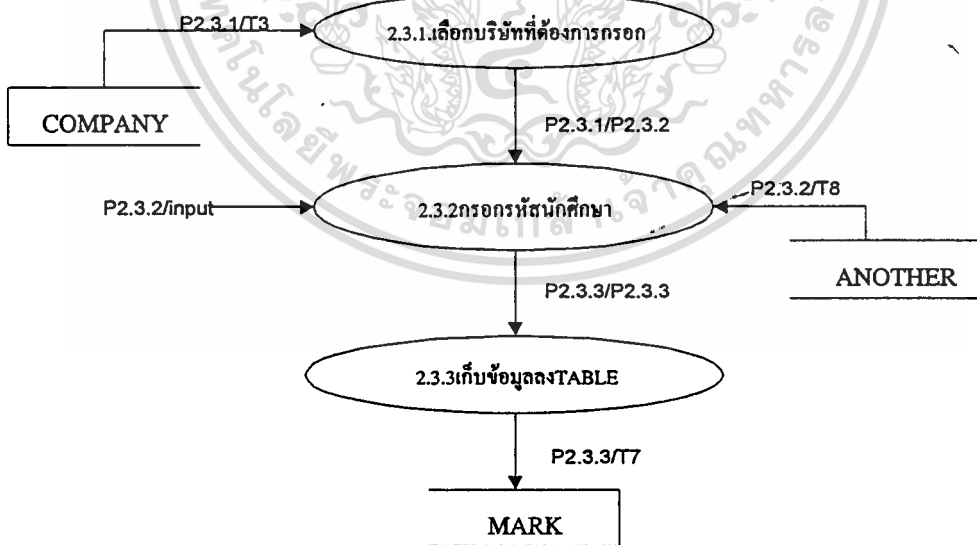 P2.3.1/T3
2.3.1.เลือกบริษัทที่ต้องการกรอก
COMPANY
P2.3.1/P2.3.2
P2.3.2/input
2.3.2กรอกรหัสนักศึกษา
P2.3.2/T8
ANOTHER
P2.3.3/P2.3.3
2.3.3เก็บข้อมูลลงTABLE
P2.3.3/T7
MARK